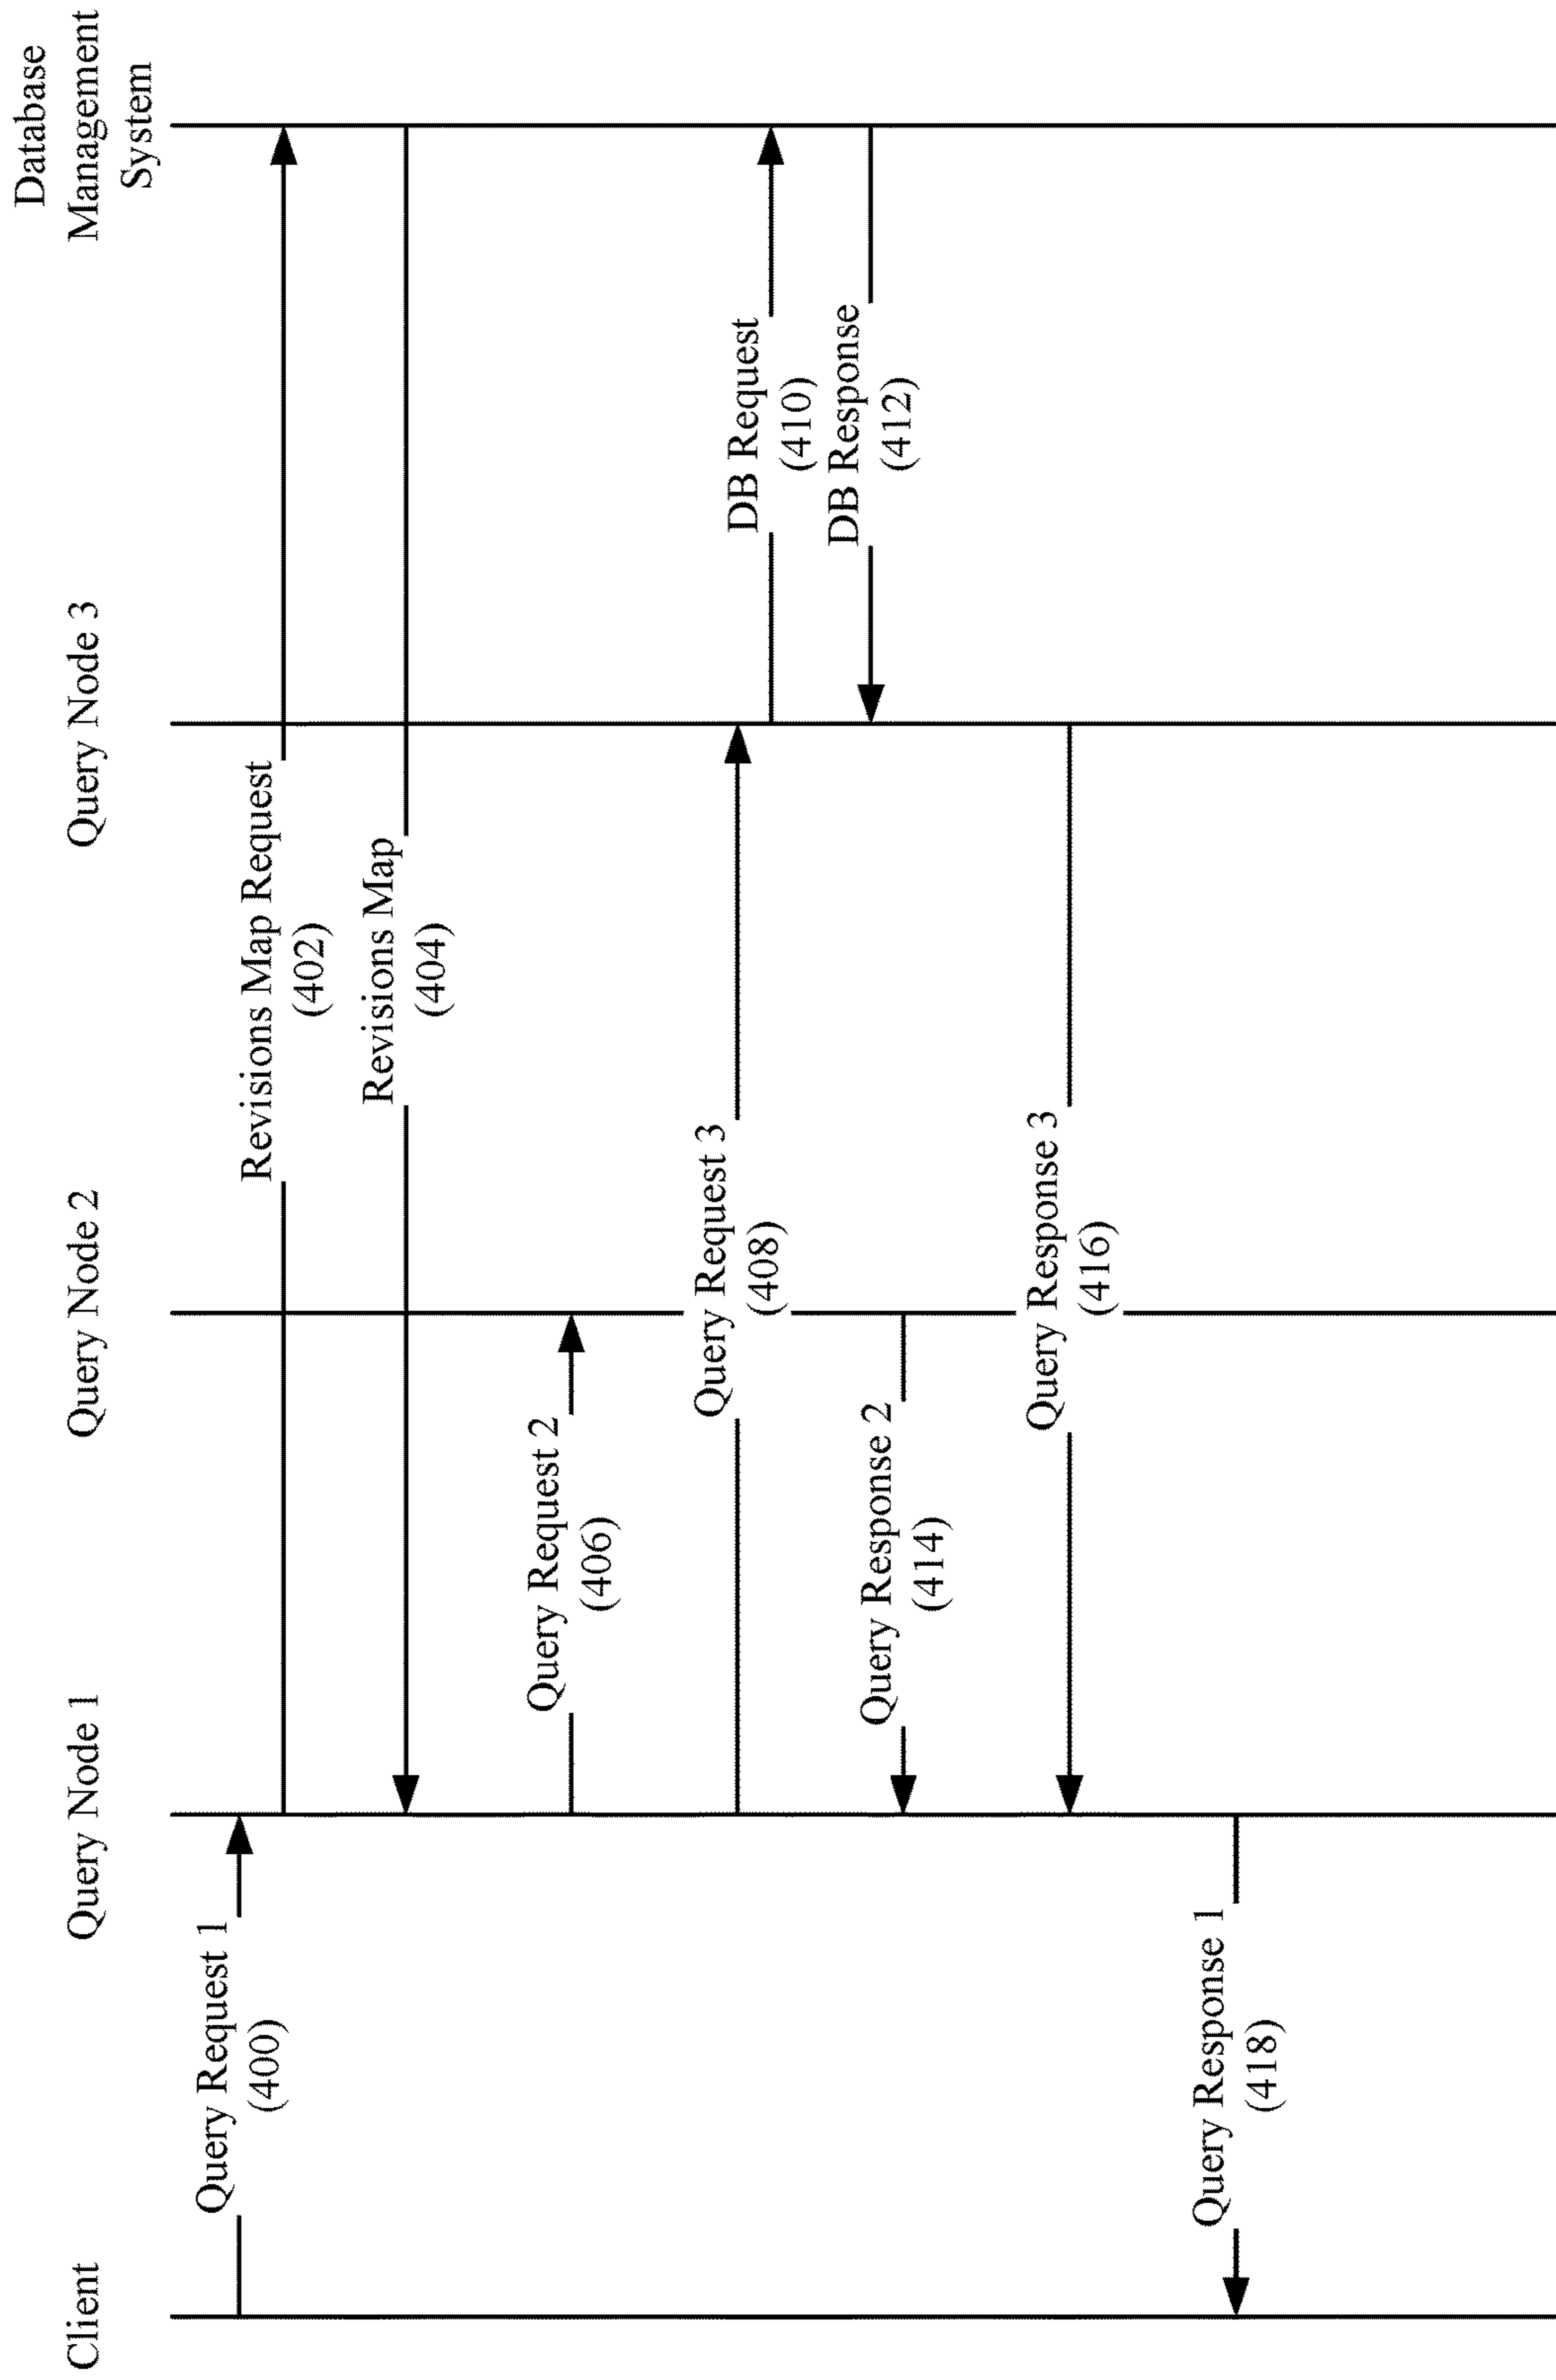 Client
Query Node 1
Query Node 2
Query Node 3
Database
Management
System
Query Request 1
(400)
Revisions Map Request
(402)
Revisions Map
(404)
Query Request 2
(406)
Query Request 3
(408)
DB Request
(410)
DB Response
(412)
Query Response 2
(414)
Query Response 3
(416)
Query Response 1
(418)